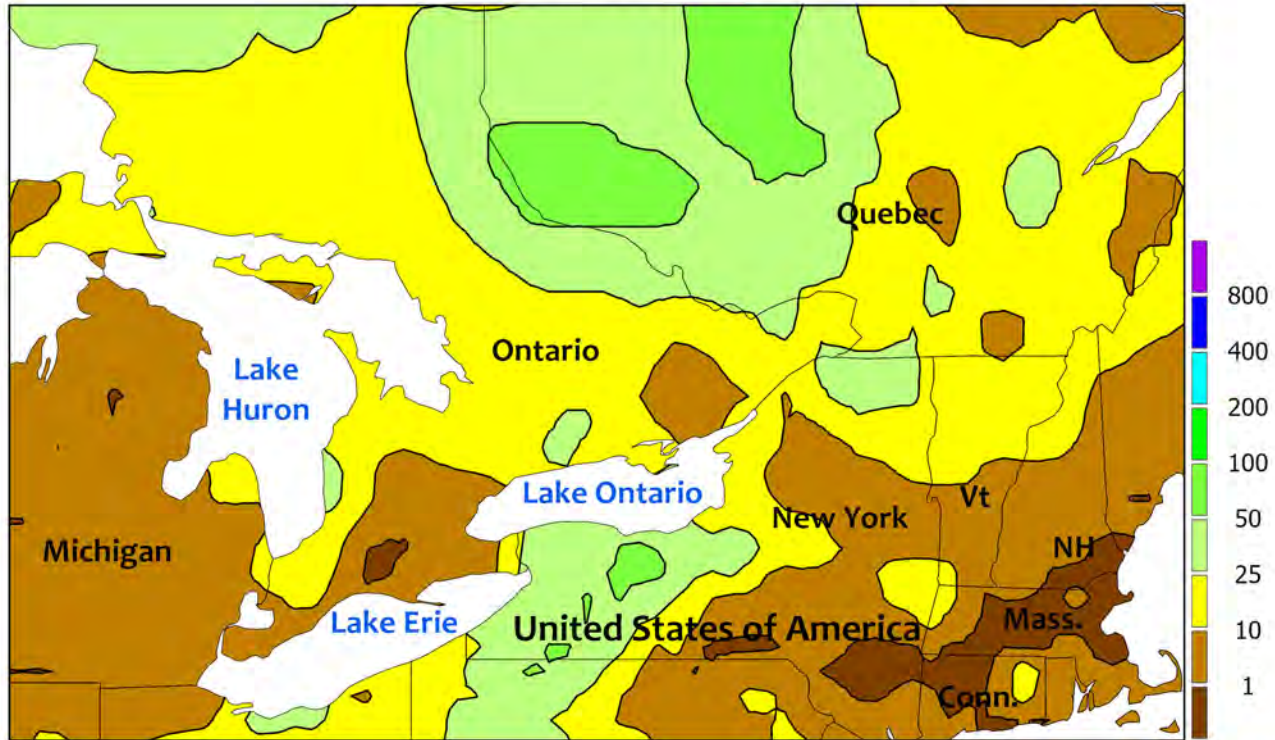 Quebec
Ontario
Lake
Huron
800
400
200
100
50
25
10
1
Lake Ontario
New York
Vt
Michigan
NH
Lake Erie
United States of America
Mass.
Conn.